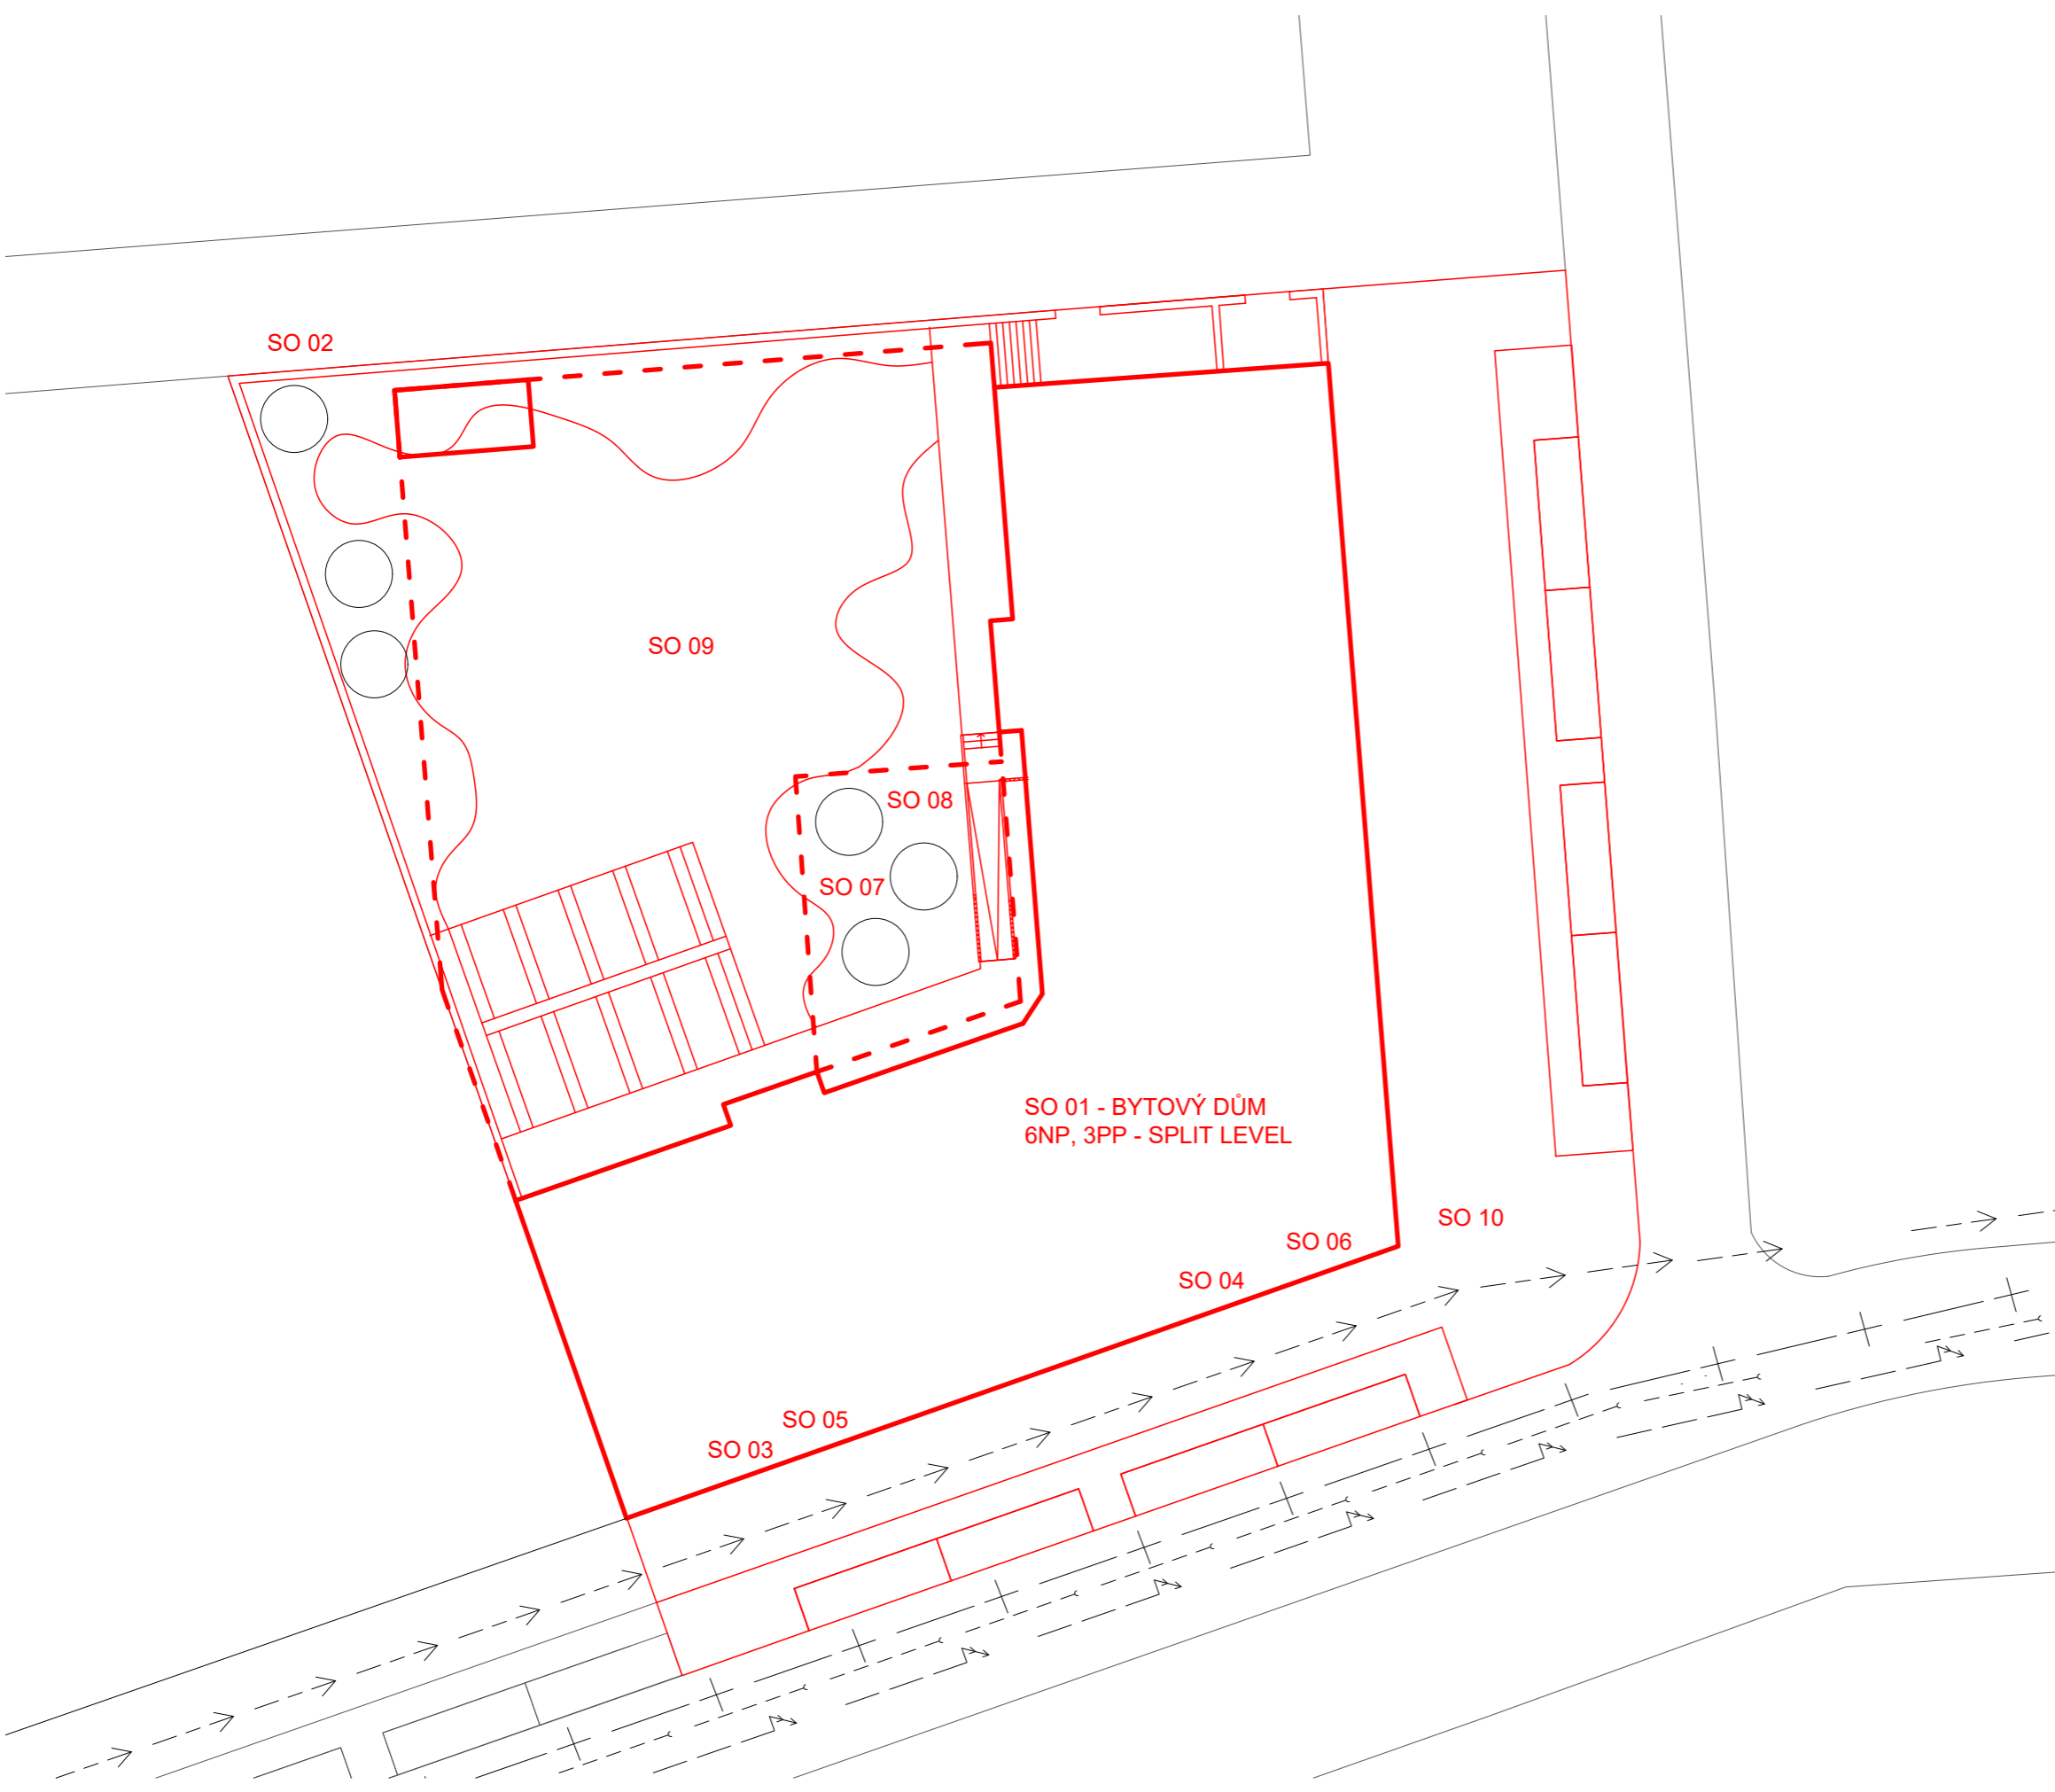 SO 02
SO 09
SO 08
SO 07
SO 01 - BYTOVÝ DŮM
6NP, 3PP - SPLIT LEVEL
SO 10
SO 06
SO 04
SO 05
SO 03